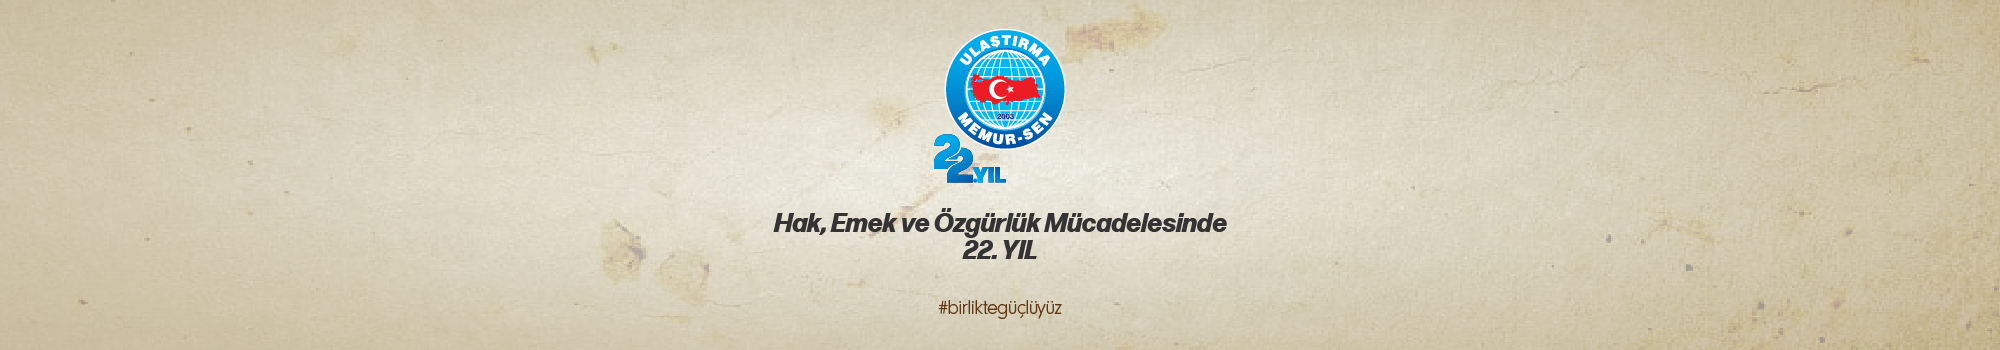 ULAŞTIRMA
2003
MEMUR-SEN
22.YIL
Hak, Emek ve Özgürlük Mücadelesinde
22. YIL
#birliktegüçlüyüz